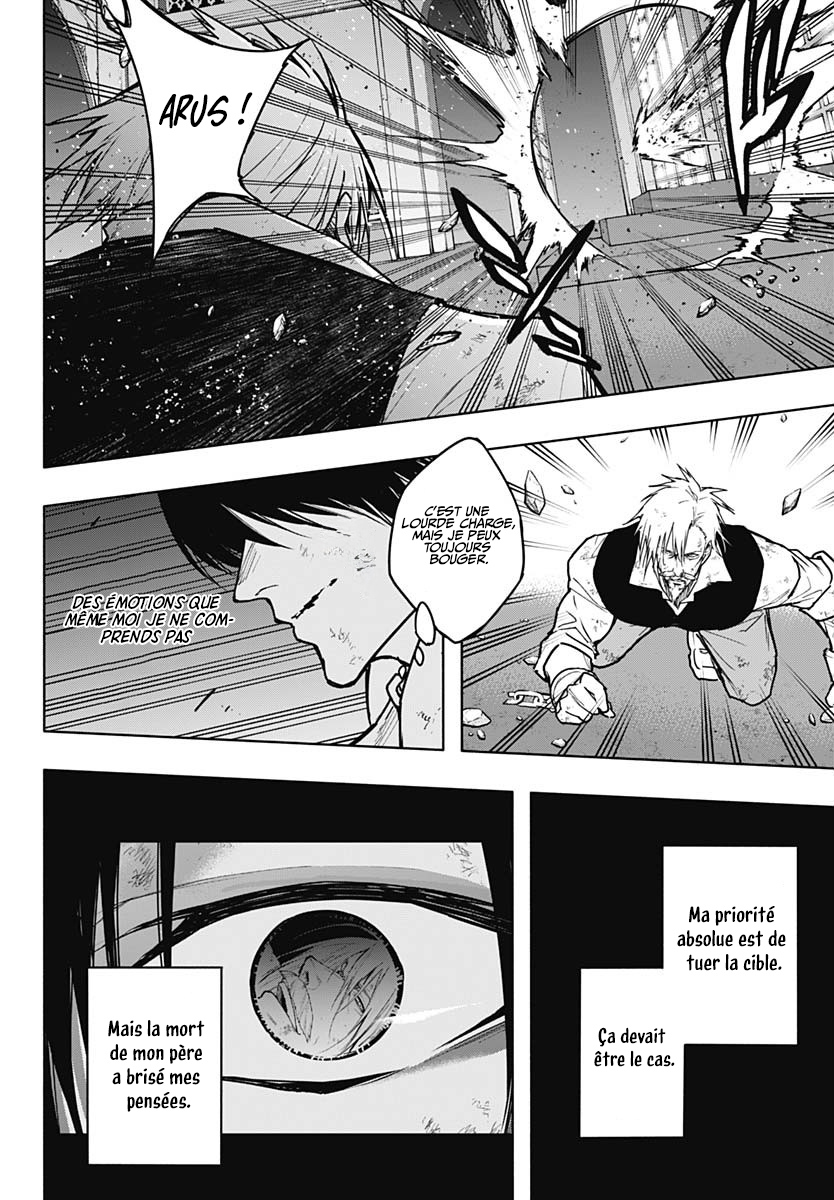 ARUS !
C'EST UNE
LOURDE CHARGE,
MAIS JE PEUX
TOUJOURS
BOUGER.
DES ÉMOTIONS QUE
MÊME MOI JE NE COM-
PRENDS PAS
Ma priorité
absolue est de
tuer la cible.
Ça devait
être le cas.
Mais la mort
de mon père
a brisé mes
pensées.